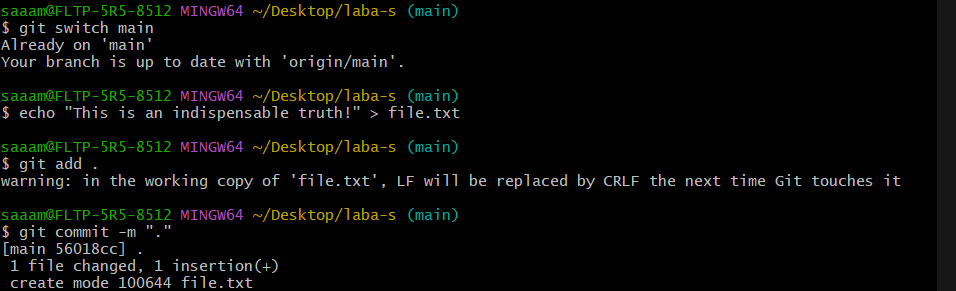 saaam@FLTP-5R5-8512 MINGW64 ~/Desktop/laba-s (main)
$ git switch main
Already on 'main'
Your branch is up to date with 'origin/main'.
saaam@FLTP-5R5-8512 MINGW64 ~/Desktop/laba-s (main)
$ echo "This is an indispensable truth!" > file.txt
saaam@FLTP-5R5-8512 MINGW64 ~/Desktop/laba-s (main)
$ git add .
warning: in the working copy of 'file.txt', LF will be replaced by CRLF the next time Git touches it
saaam@FLTP-5R5-8512 MINGW64 ~/Desktop/laba-s (main)
$ git commit -m "."
[main 56018cc] .
 1 file changed, 1 insertion(+)
 create mode 100644 file.txt